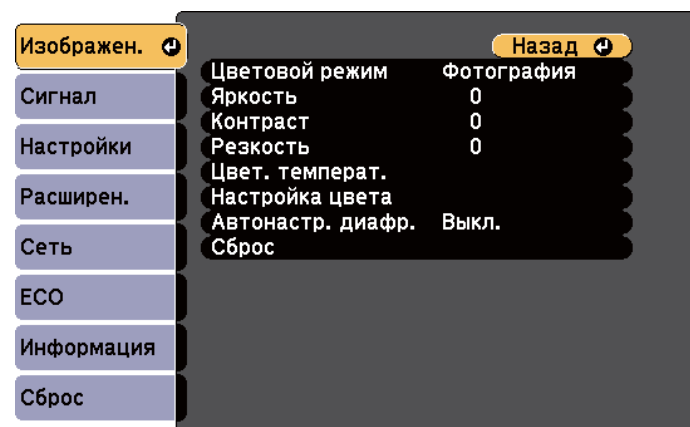 Изображен.
Сигнал
Настройки
Расширен.
Сеть
ECO
Информация
Сброс
Назад
Цветовой режим Фотография
Яркость 0
Контраст 0
Резкость 0
Цвет. температ.
Настройка цвета
Автонастр. диафр. Выкл.
Сброс